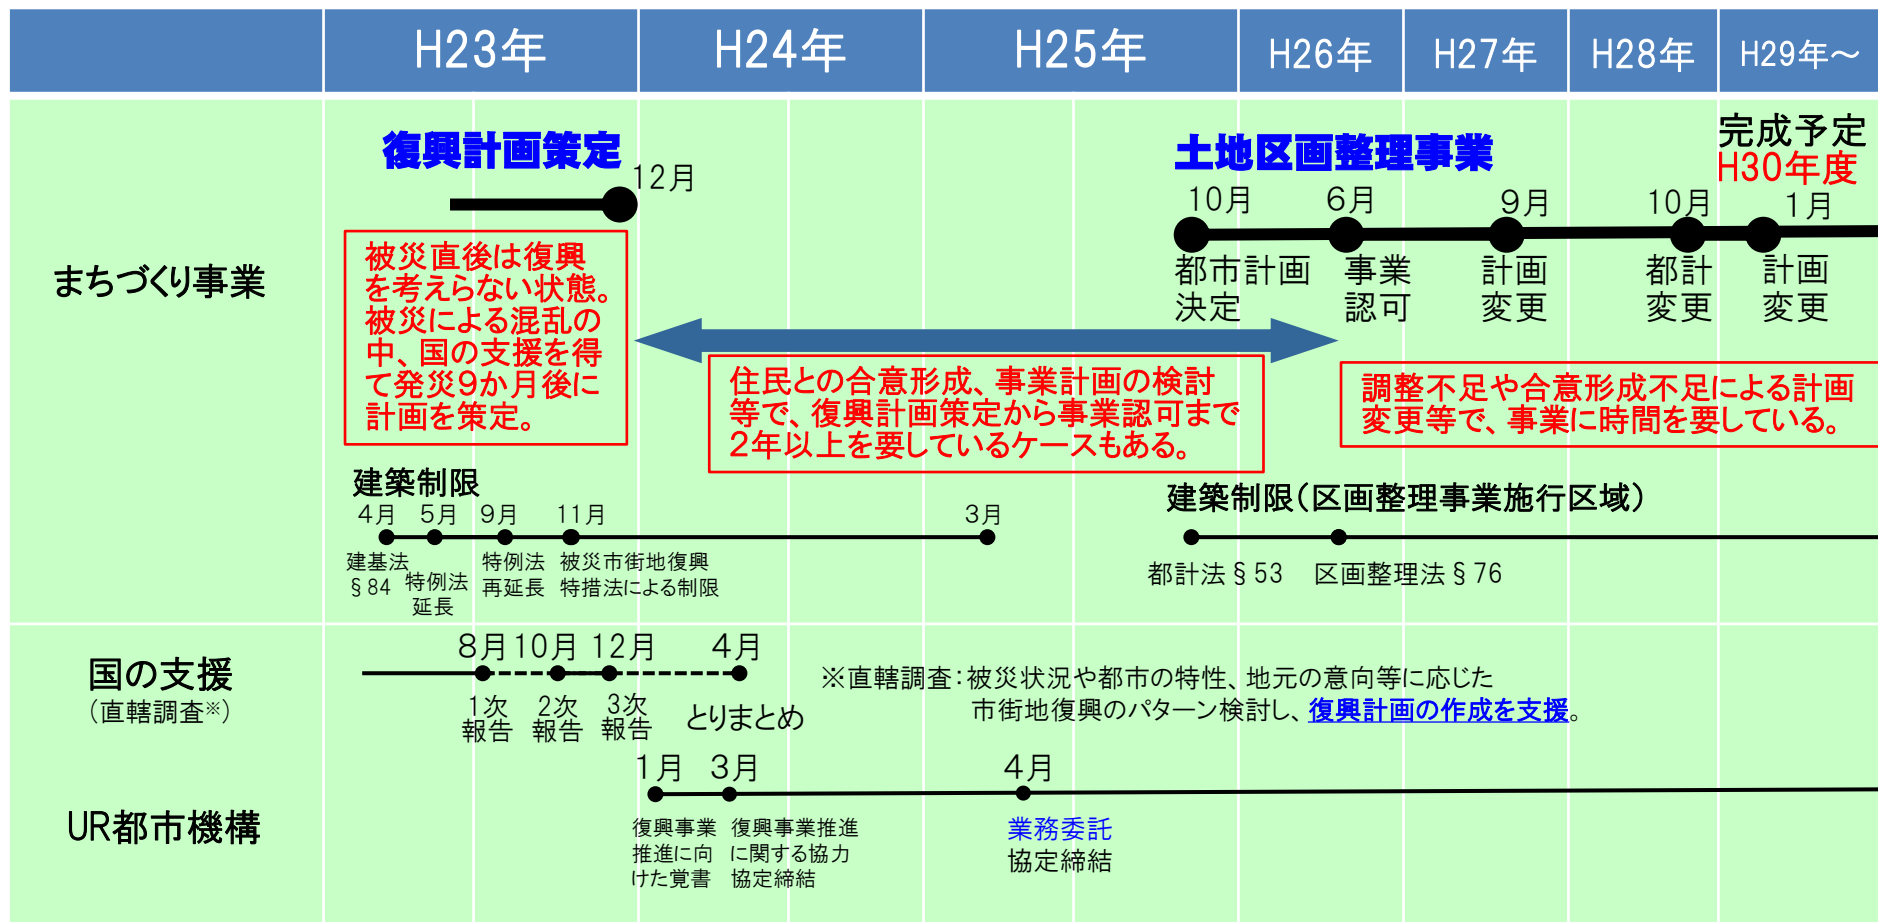 H23年
H24年
H25年
H26年
H27年
H28年
H29年～
まちづくり事業
復興計画策定
12月
被災直後は復興
を考えらない状態。
被災による混乱の
中、国の支援を得
て発災９か月後に
計画を策定。
住民との合意形成、事業計画の検討
等で、復興計画策定から事業認可まで
２年以上を要しているケースもある。
土地区画整理事業
完成予定
H30年度
10月
6月
9月
10月
1月
都市計画
決定
事業
認可
計画
変更
都計
変更
計画
変更
調整不足や合意形成不足による計画
変更等で、事業に時間を要している。
建築制限
4月
5月
9月
11月
3月
建基法
§84
特例法
延長
特例法
再延長
被災市街地復興
特措法による制限
建築制限（区画整理事業施行区域）
都計法§53
区画整理法§76
国の支援
（直轄調査※）
8月
10月
12月
4月
1次
報告
2次
報告
3次
報告
とりまとめ
※直轄調査：被災状況や都市の特性、地元の意向等に応じた
市街地復興のパターン検討し、復興計画の作成を支援。
UR都市機構
1月
3月
4月
復興事業
推進に向
けた覚書
復興事業推進
に関する協力
協定締結
業務委託
協定締結